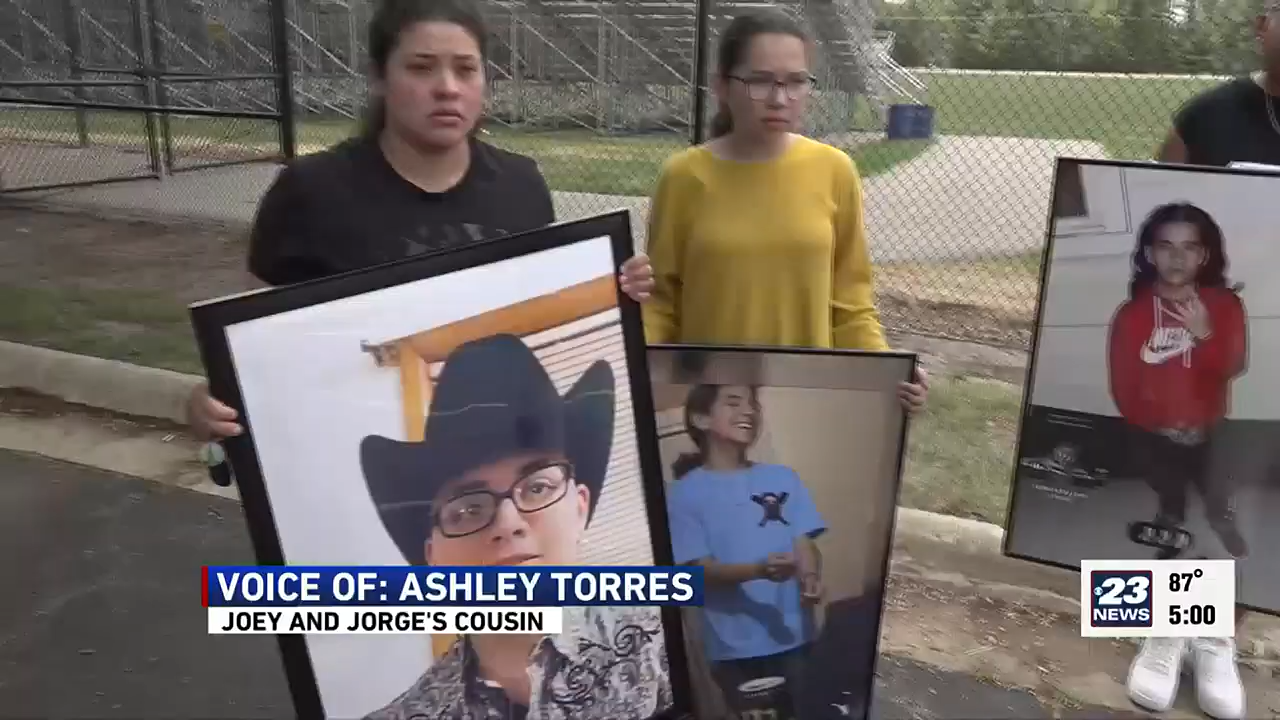 VOICE OF: ASHLEY TORRES
JOEY AND JORGE'S COUSIN
23
NEWS
87°
5:00